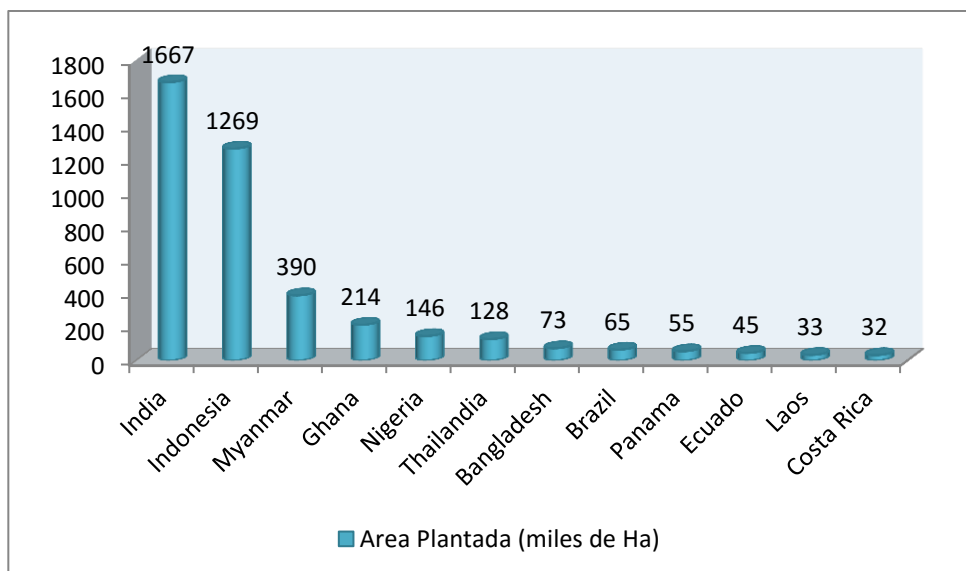 1667
1800
1600
1269
1400
1200
1000
800
390
600
214
146
400
128
73
65
55
45
33
32
200
0
India
Indonesia
Myanmar
Ghana
Nigeria
Thailandia
Bangladesh
Brazil
Panama
Ecuado
Laos
Costa Rica
Area Plantada (miles de Ha)